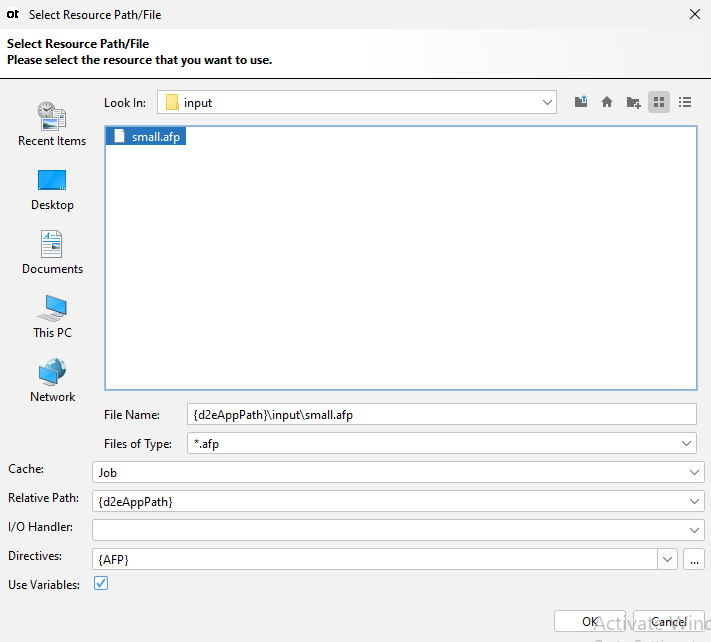 ot Select Resource Path/File
Select Resource Path/File
Please select the resource that you want to use.
Look In: input
Recent Items
Desktop
Documents
This PC
Network
small.afp
File Name: {d2eAppPath}\input\small.afp
Files of Type: *.afp
Cache: Job
Relative Path: {d2eAppPath}
I/O Handler:
Directives: {AFP} ...
Use Variables:
OK Cancel
Activate Winc